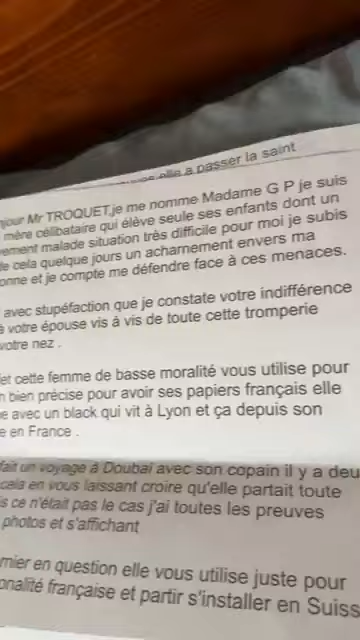 elle a passer la saint
jour Mr TROQUET,je me nomme Madame G P je suis
mère célibataire qui élève seule ses enfants dont un
vement malade situation très difficile pour moi je subis
de cela quelque jours un acharnement envers ma
onne et je compte me défendre face à ces menaces.
avec stupéfaction que je constate votre indifférence
à votre épouse vis à vis de toute cette tromperie
votre nez .
et cette femme de basse moralité vous utilise pour
n bien précise pour avoir ses papiers français elle
e avec un black qui vit à Lyon et ça depuis son
e en France .
fait un voyage à Doubaï avec son copain il y a deu
cela en vous laissant croire qu'elle partait toute
is ce n'était pas le cas j'ai toutes les preuves
photos et s'affichant
rnier en question elle vous utilise juste pour
onalité française et partir s'installer en Suiss